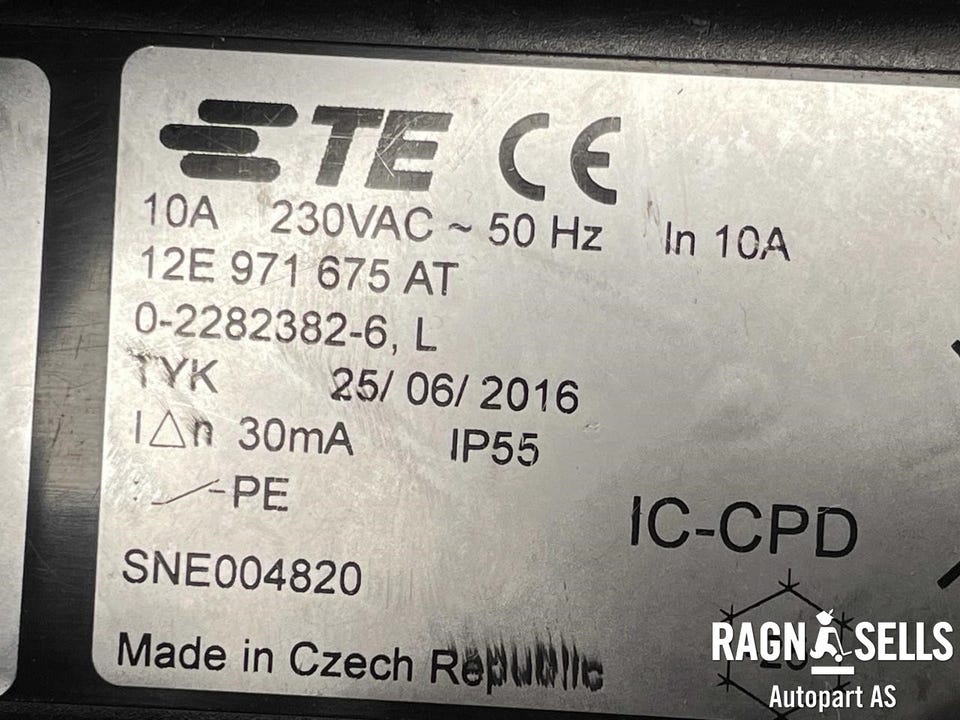 TE CE
10A 230VAC ~ 50 Hz In 10A
12E 971 675 AT
0-2282382-6, L
TYK 25/ 06/ 2016
I△n 30mA IP55
PE
IC-CPD
SNE004820
Made in Czech Republic
RAGN SELLS
Autopart AS